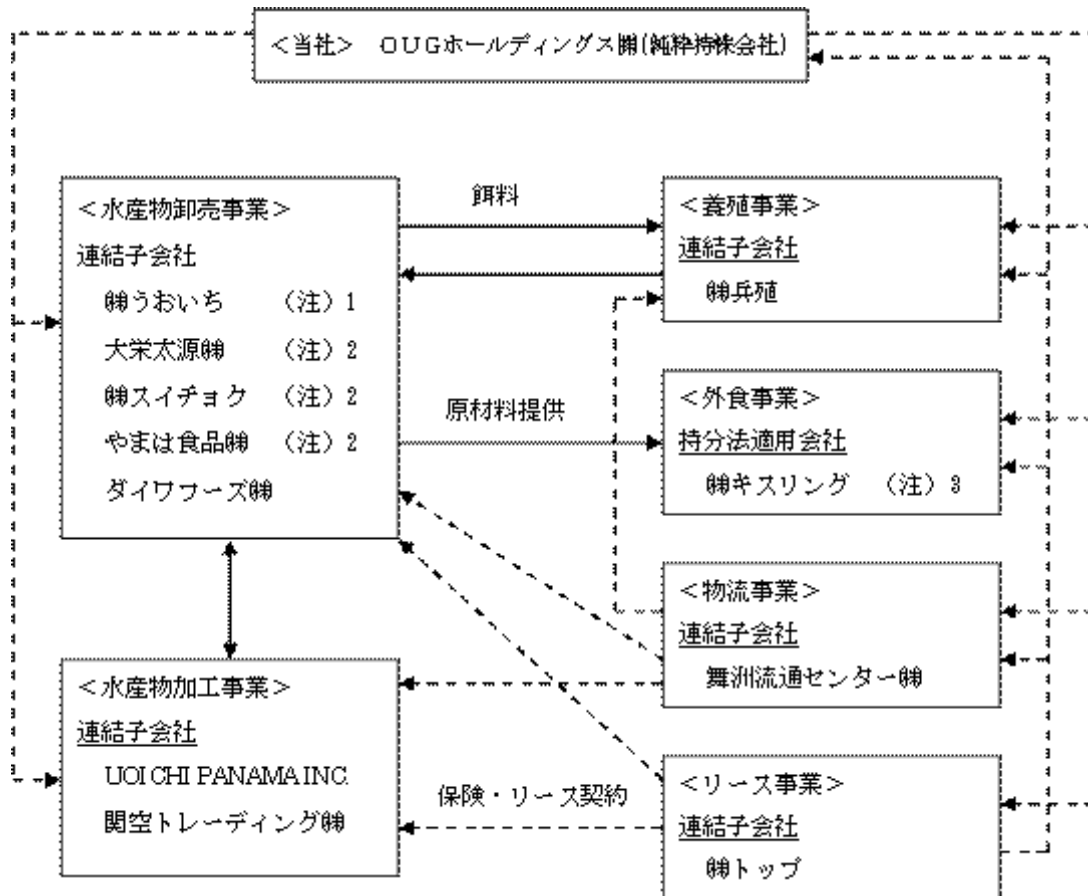 ＜当社＞　ＯＵＧホールディングス㈱(純粋持株会社)
＜水産物卸売事業＞
連結子会社
㈱うおいち　（注）1
大栄太源㈱　（注）2
㈱スイチョク　（注）2
やまは食品㈱　（注）2
ダイワフーズ㈱
餌料
＜養殖事業＞
連結子会社
㈱兵殖
原材料提供
＜外食事業＞
持分法適用会社
㈱キスリング　（注）3
＜物流事業＞
連結子会社
舞洲流通センター㈱
＜水産物加工事業＞
連結子会社
UOICHI PANAMA INC.
関空トレーディング㈱
保険・リース契約
＜リース事業＞
連結子会社
㈱トップ